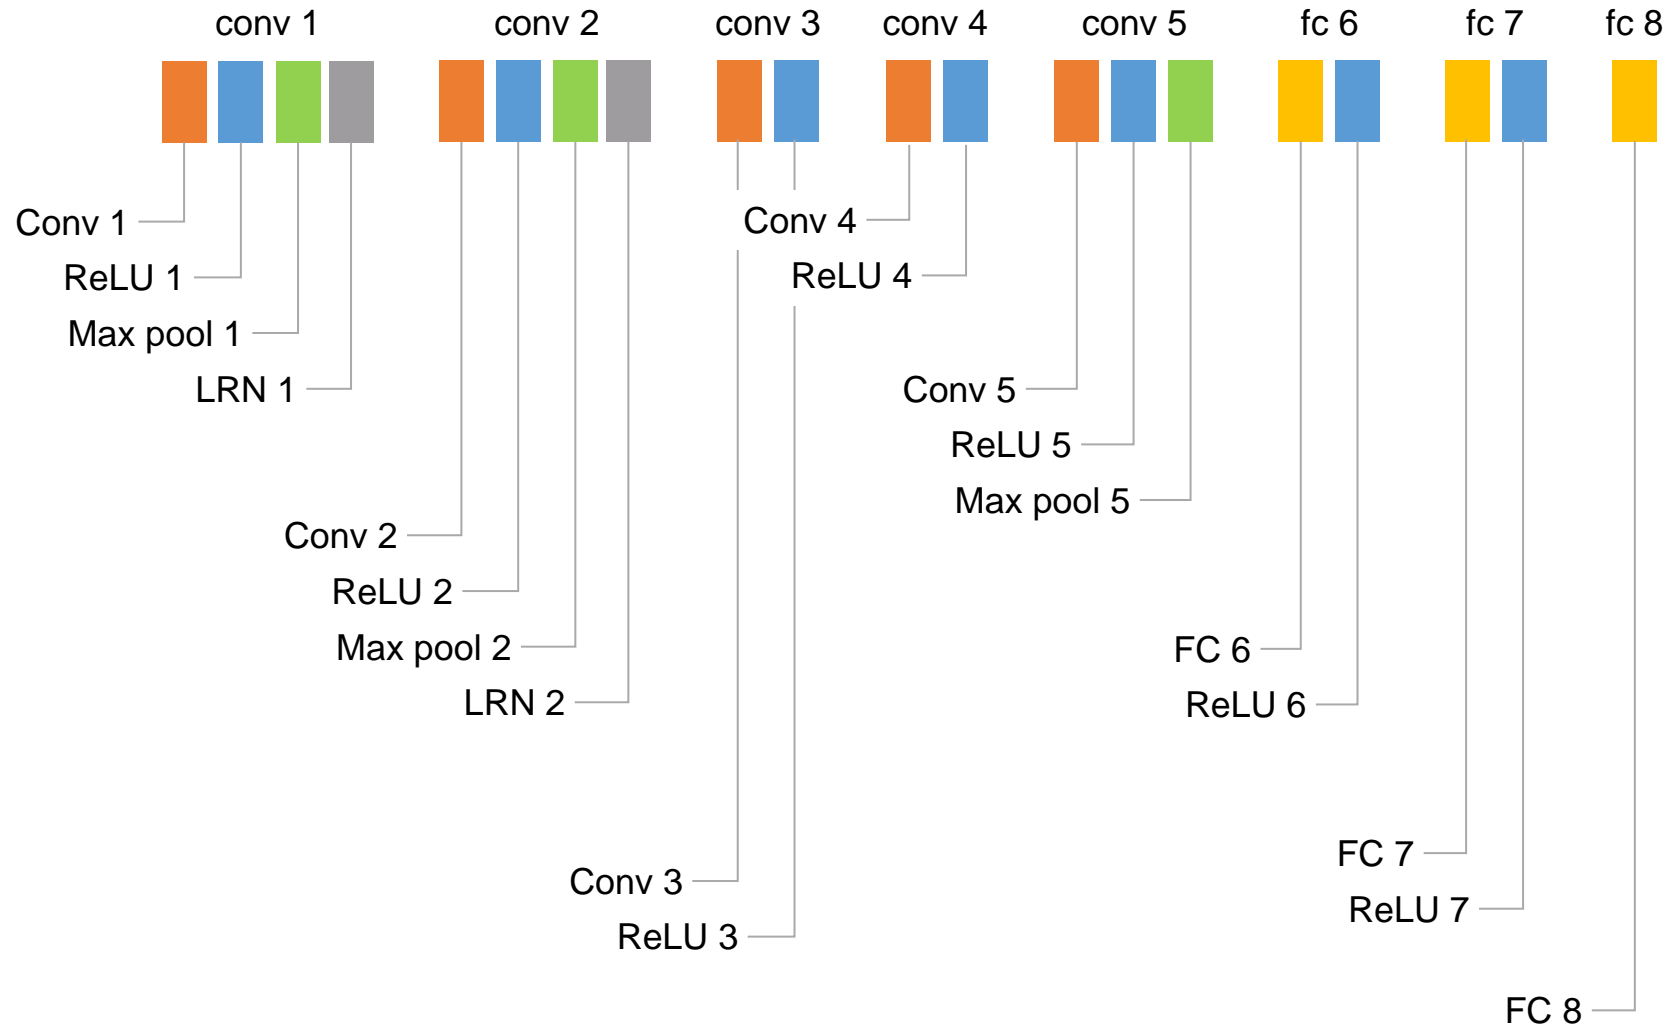 conv 1
conv 2
conv 3
conv 4
conv 5
fc 6
fc 7
fc 8
Conv 1
ReLU 1
Max pool 1
LRN 1
Conv 2
ReLU 2
Max pool 2
LRN 2
Conv 3
ReLU 3
Conv 4
ReLU 4
Conv 5
ReLU 5
Max pool 5
FC 6
ReLU 6
FC 7
ReLU 7
FC 8